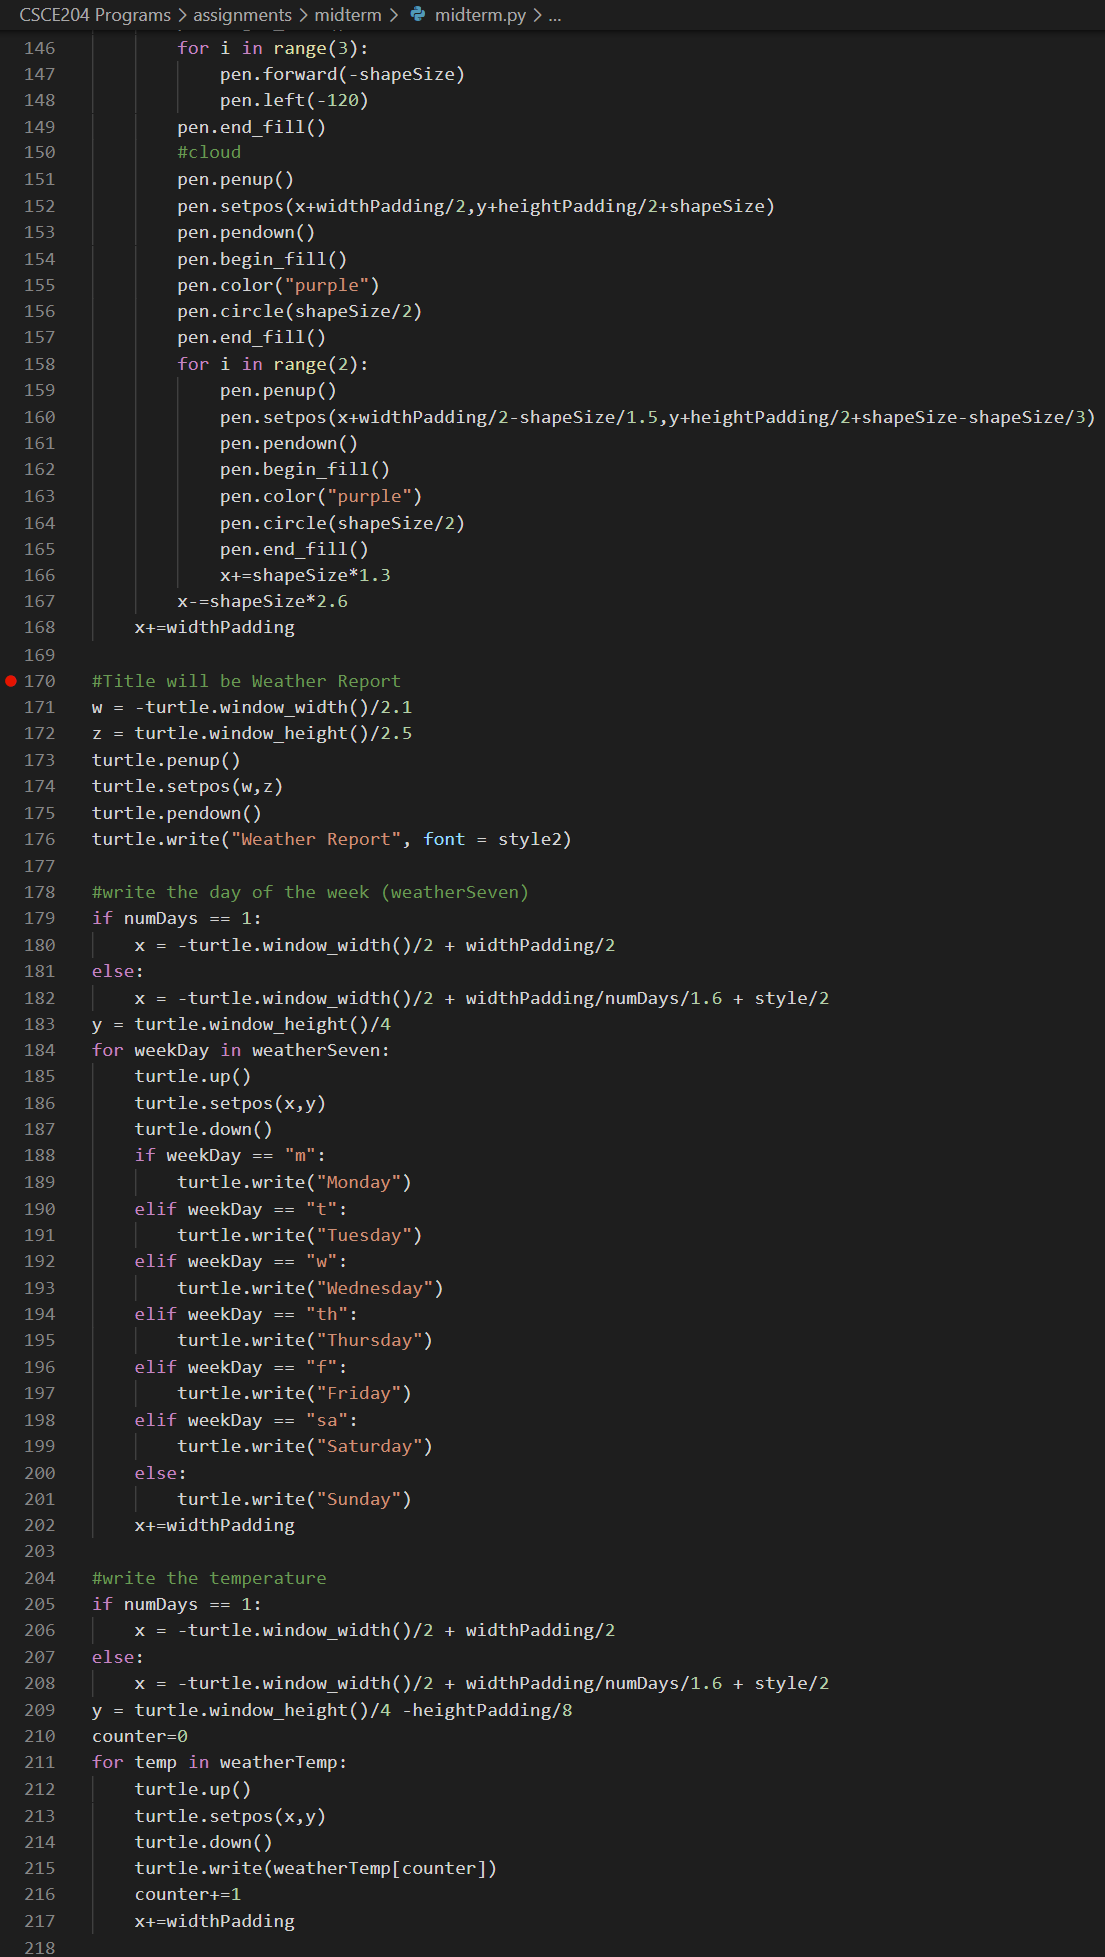 CSCE204 Programs > assignments > midterm > midterm.py > ...
146 for i in range(3):
147 pen.forward(-shapeSize)
148 pen.left(-120)
149 pen.end_fill()
150 #cloud
151 pen.penup()
152 pen.setpos(x+widthPadding/2,y+heightPadding/2+shapeSize)
153 pen.pendown()
154 pen.begin_fill()
155 pen.color("purple")
156 pen.circle(shapeSize/2)
157 pen.end_fill()
158 for i in range(2):
159 pen.penup()
160 pen.setpos(x+widthPadding/2-shapeSize/1.5,y+heightPadding/2+shapeSize-shapeSize/3)
161 pen.pendown()
162 pen.begin_fill()
163 pen.color("purple")
164 pen.circle(shapeSize/2)
165 pen.end_fill()
166 x+=shapeSize*1.3
167 x-=shapeSize*2.6
168 x+=widthPadding
169
170 #Title will be Weather Report
171 w = -turtle.window_width()/2.1
172 z = turtle.window_height()/2.5
173 turtle.penup()
174 turtle.setpos(w,z)
175 turtle.pendown()
176 turtle.write("Weather Report", font = style2)
177
178 #write the day of the week (weatherSeven)
179 if numDays == 1:
180 x = -turtle.window_width()/2 + widthPadding/2
181 else:
182 x = -turtle.window_width()/2 + widthPadding/numDays/1.6 + style/2
183 y = turtle.window_height()/4
184 for weekDay in weatherSeven:
185 turtle.up()
186 turtle.setpos(x,y)
187 turtle.down()
188 if weekDay == "m":
189 turtle.write("Monday")
190 elif weekDay == "t":
191 turtle.write("Tuesday")
192 elif weekDay == "w":
193 turtle.write("Wednesday")
194 elif weekDay == "th":
195 turtle.write("Thursday")
196 elif weekDay == "f":
197 turtle.write("Friday")
198 elif weekDay == "sa":
199 turtle.write("Saturday")
200 else:
201 turtle.write("Sunday")
202 x+=widthPadding
203
204 #write the temperature
205 if numDays == 1:
206 x = -turtle.window_width()/2 + widthPadding/2
207 else:
208 x = -turtle.window_width()/2 + widthPadding/numDays/1.6 + style/2
209 y = turtle.window_height()/4 -heightPadding/8
210 counter=0
211 for temp in weatherTemp:
212 turtle.up()
213 turtle.setpos(x,y)
214 turtle.down()
215 turtle.write(weatherTemp[counter])
216 counter+=1
217 x+=widthPadding
218